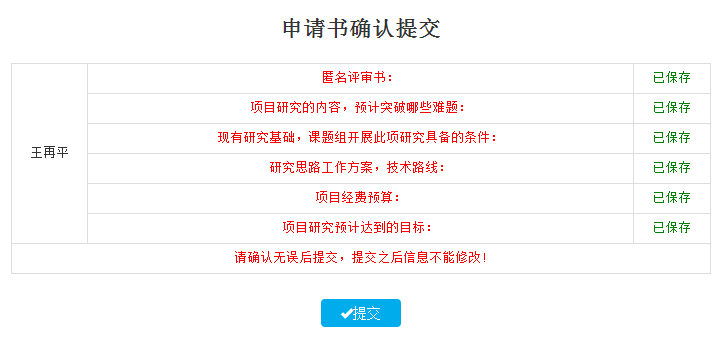 申请书确认提交
王再平
匿名评审书： 已保存
项目研究的内容，预计突破哪些难题： 已保存
现有研究基础，课题组开展此项研究具备的条件： 已保存
研究思路工作方案，技术路线： 已保存
项目经费预算： 已保存
项目研究预计达到的目标： 已保存
请确认无误后提交，提交之后信息不能修改！
提交